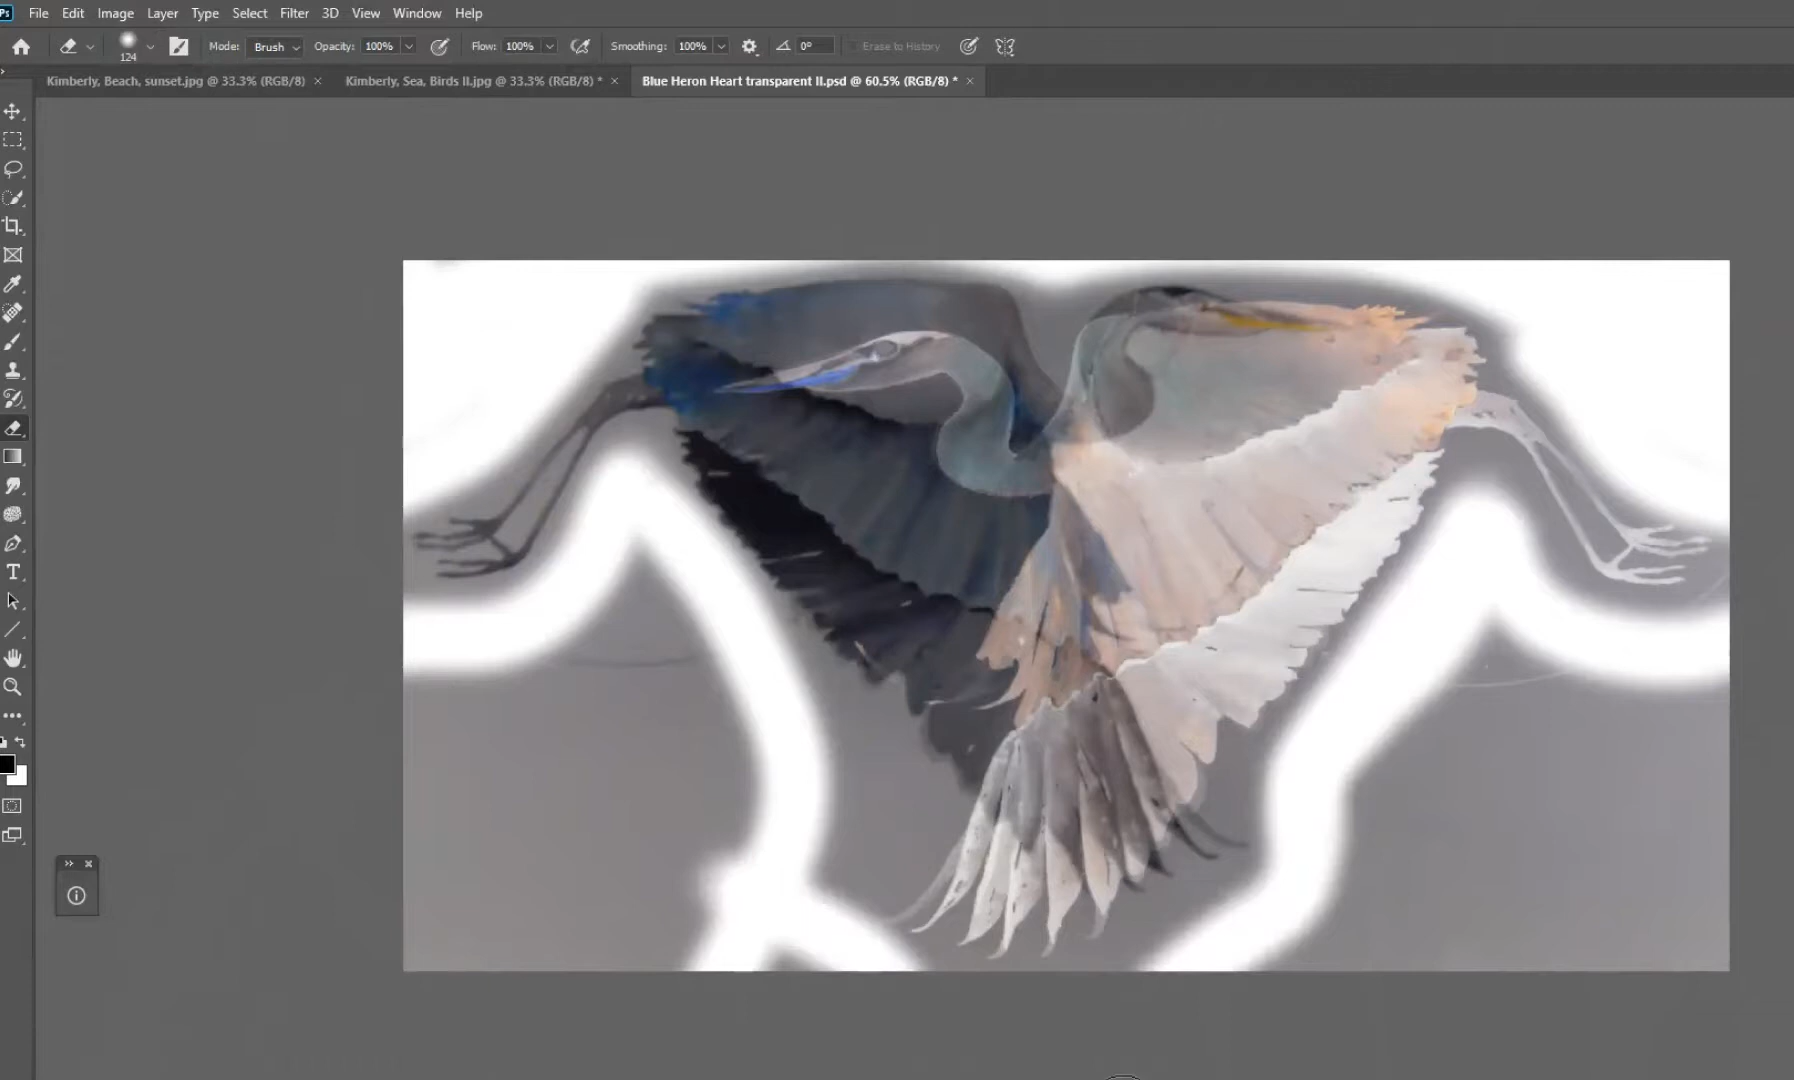 Ps File Edit Image Layer Type Select Filter 3D View Window Help
124 Mode: Brush Opacity: 100% Flow: 100% Smoothing: 100% 0° Erase to History
Kimberly, Beach, sunset.jpg @ 33.3% (RGB/8) × Kimberly, Sea, Birds II.jpg @ 33.3% (RGB/8) * × Blue Heron Heart transparent II.psd @ 60.5% (RGB/8) * ×